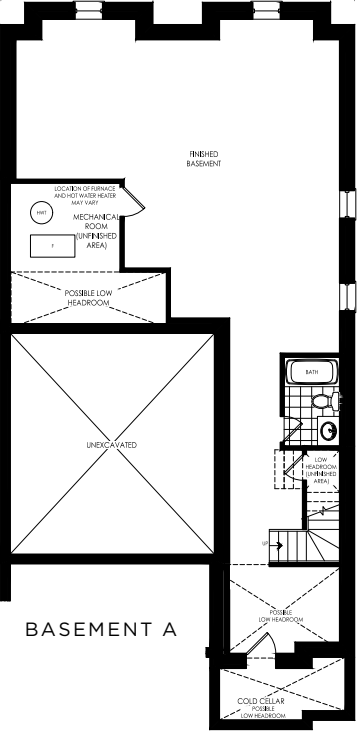 FINISHED
BASEMENT
LOCATION OF FURNACE
AND HOT WATER HEATER
MAY VARY
HWT
MECHANICAL
ROOM
(UNFINISHED
AREA)
F
POSSIBLE LOW
HEADROOM
BATH
UNEXCAVATED
LOW
HEADROOM
(UNFINISHED
AREA)
UP
POSSIBLE
LOW HEADROOM
BASEMENT A
COLD CELLAR
POSSIBLE
LOW HEADROOM